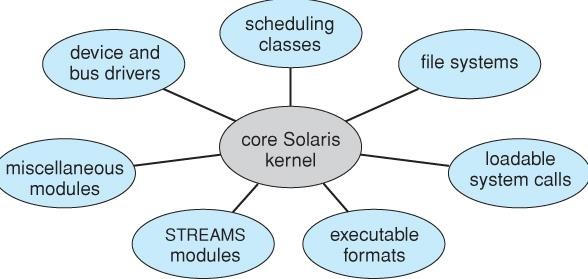 scheduling
classes
device and
bus drivers
file systems
core Solaris
kernel
miscellaneous
modules
loadable
system calls
STREAMS
modules
executable
formats